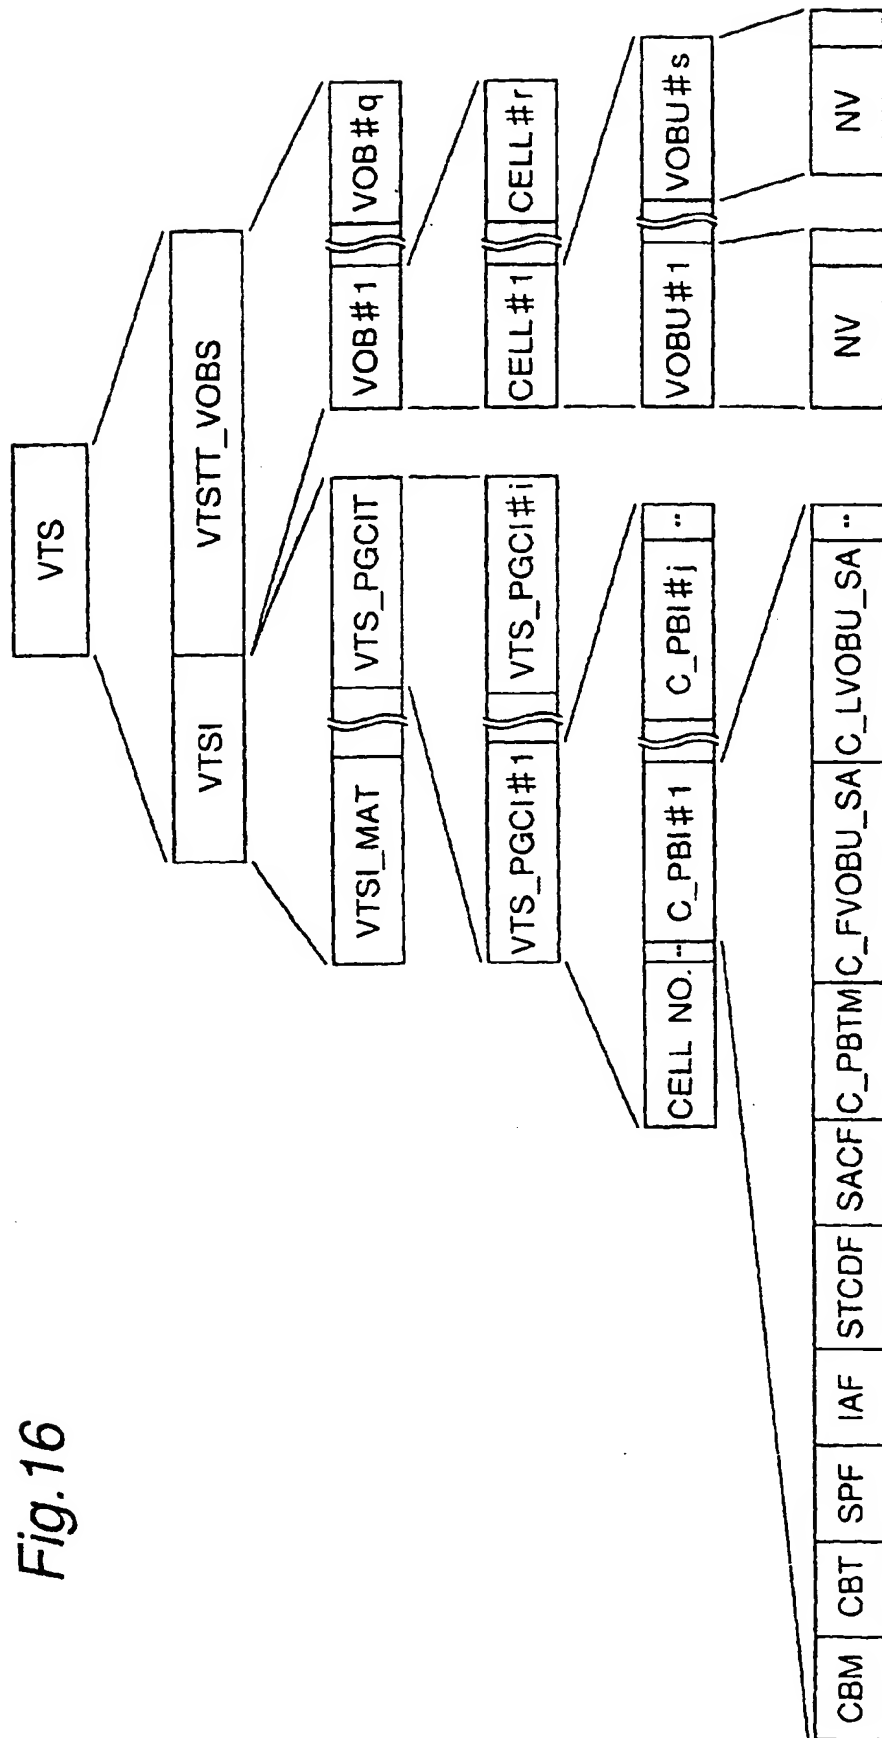 Fig.16
VTS
VTSI VTSTT_VOBS
VTSI_MAT VTS_PGCIT VOB#1 VOB#q
VTS_PGCI#1 VTS_PGCI#i CELL#1 CELL#r
CELL NO. -- C_PBI#1 C_PBI#j -- VOBU#1 VOBU#s
CBM CBT SPF IAF STCDF SACF C_PBTM C_FVOBU_SA C_LVOBU_SA -- NV NV